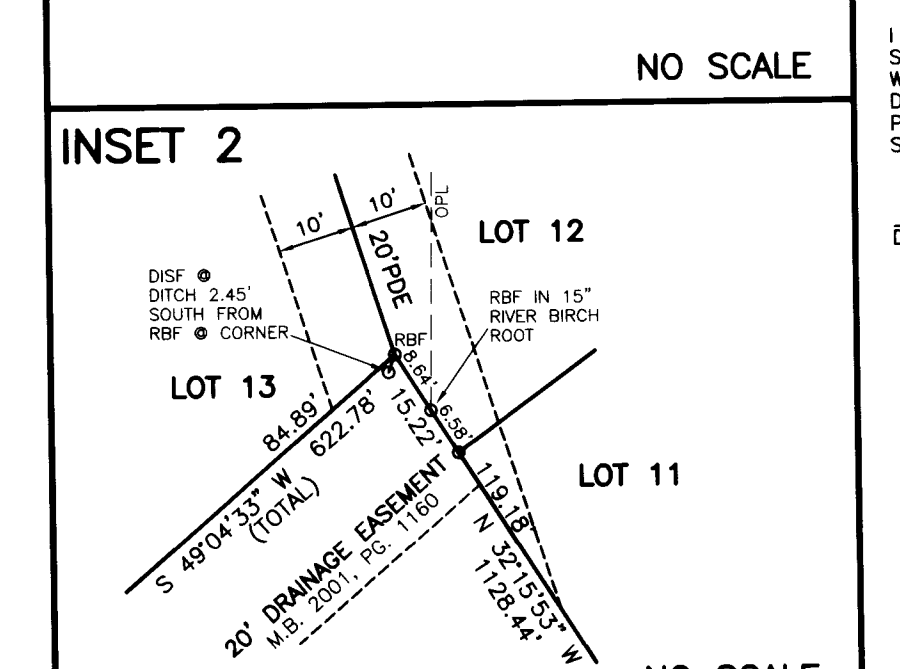 NO SCALE
INSET 2
10'
10'
OPL
LOT 12
20'PDE
DISF @
DITCH 2.45'
SOUTH FROM
RBF @ CORNER
RBF IN 15"
RIVER BIRCH
ROOT
RBF
8.64'
LOT 13
6.58'
15.22'
84.89'
622.78'
S 49°04'33" W
(TOTAL)
LOT 11
119.18'
20' DRAINAGE EASEMENT
M.B. 2001, PG. 1160
N 32°15'53" W
1128.44'